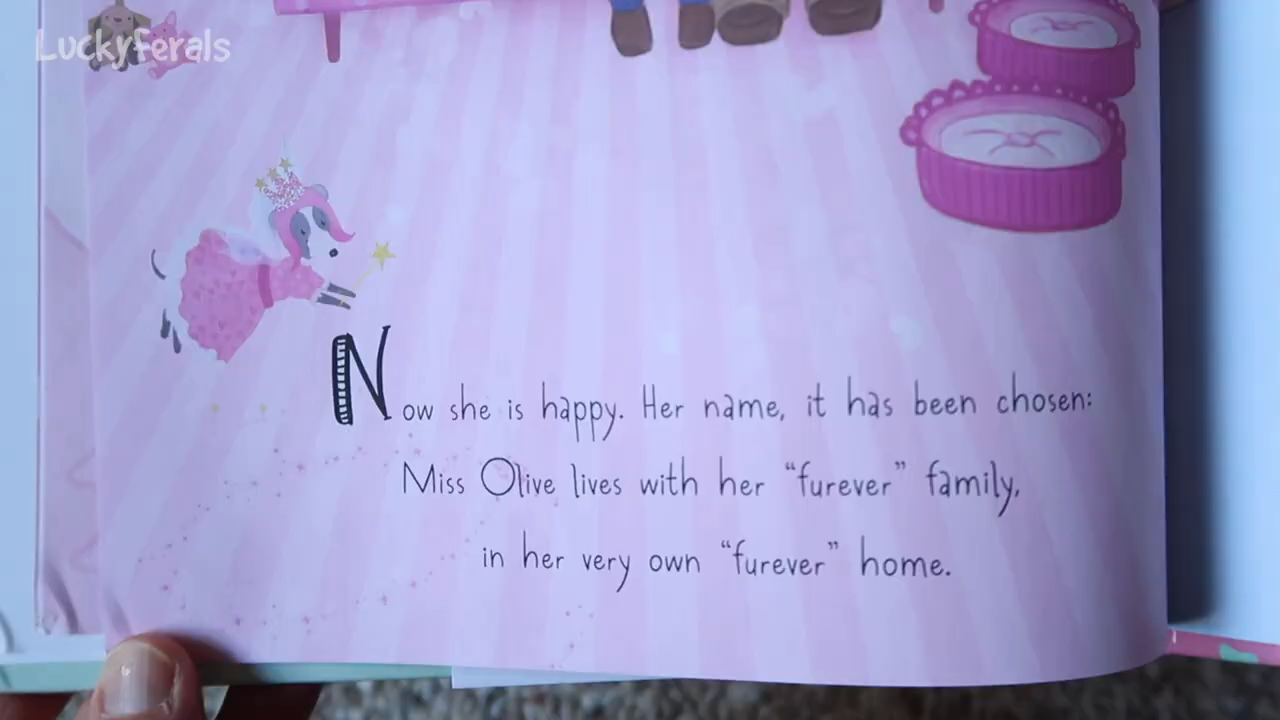 Luckyferals
Now she is happy. Her name, it has been chosen:
Miss Olive lives with her “furever” family,
in her very own “furever” home.